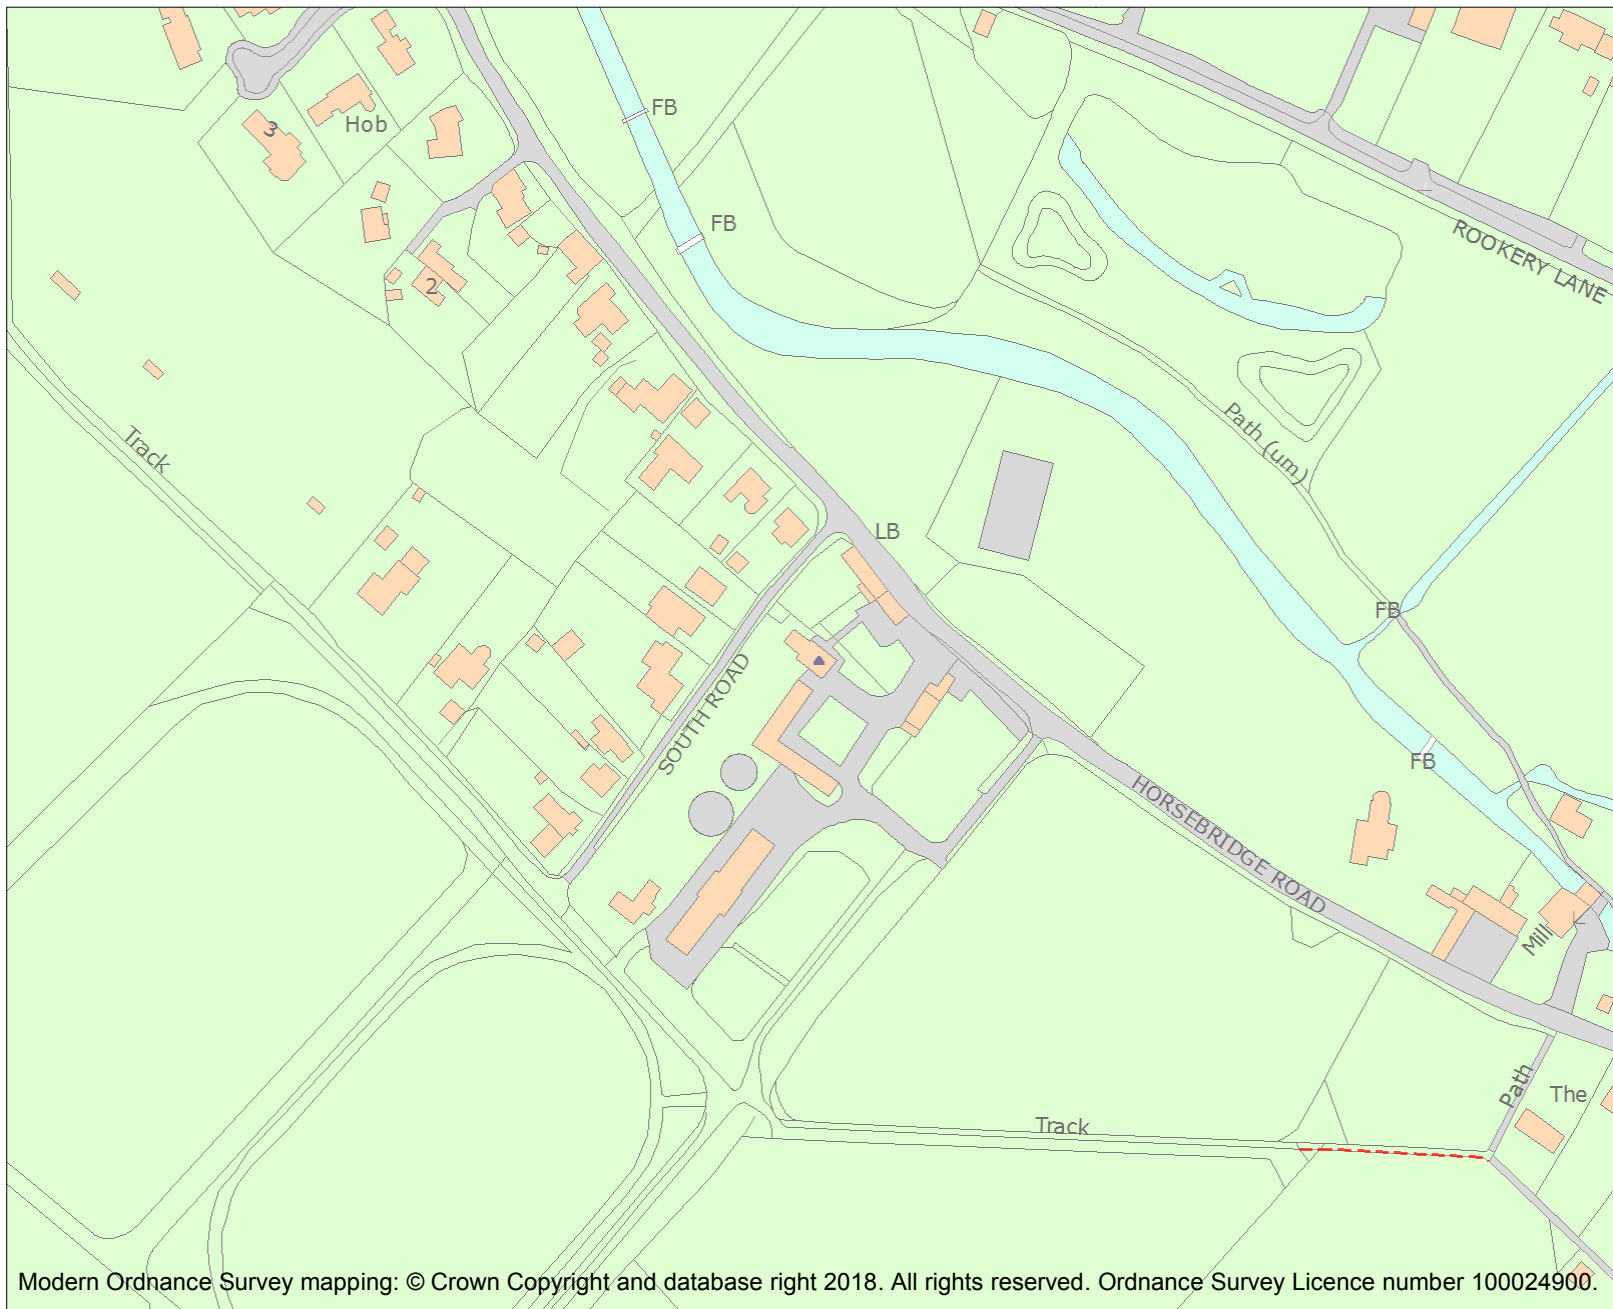 FB
3
Hob
FB
ROOKERY LANE
2
Path (um)
Track
LB
FB
SOUTH ROAD
FB
HORSEBRIDGE ROAD
Mill
Path
The
Track
Modern Ordnance Survey mapping: © Crown Copyright and database right 2018. All rights reserved. Ordnance Survey Licence number 100024900.